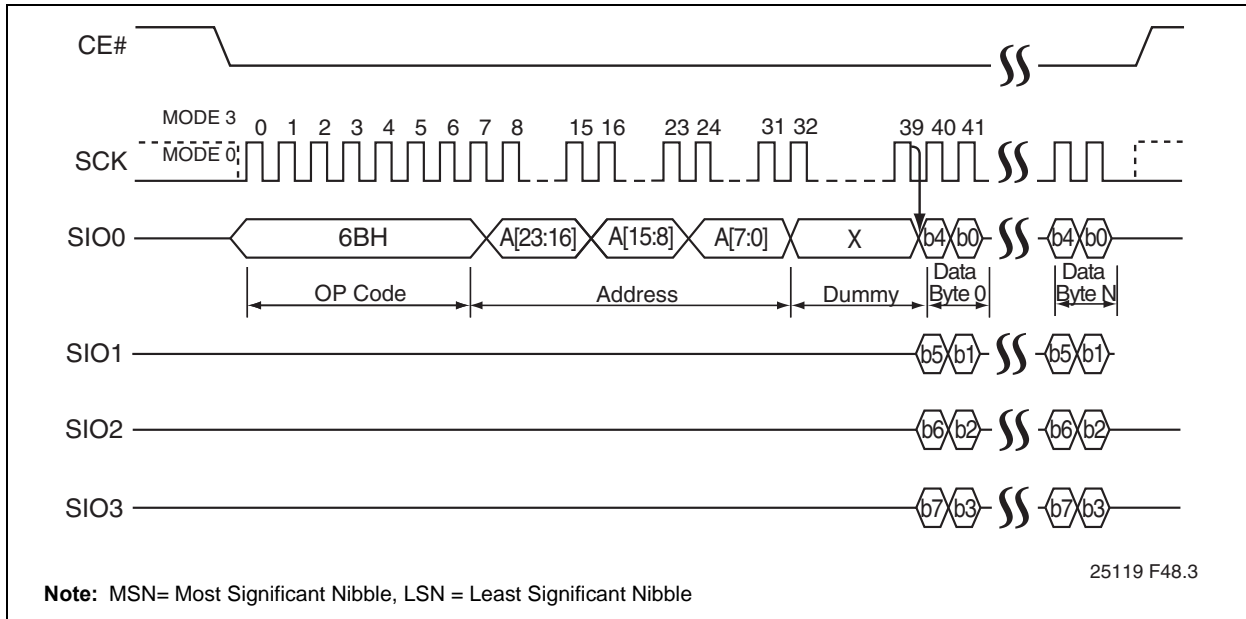 CE#
MODE 3
0 1 2 3 4 5 6 7 8 15 16 23 24 31 32 39 40 41
SCK
MODE 0
SIO0
6BH A[23:16] A[15:8] A[7:0] X b4 b0 b4 b0
OP Code Address Dummy Data Byte 0 Data Byte N
SIO1 b5 b1 b5 b1
SIO2 b6 b2 b6 b2
SIO3 b7 b3 b7 b3
25119 F48.3
Note: MSN= Most Significant Nibble, LSN = Least Significant Nibble